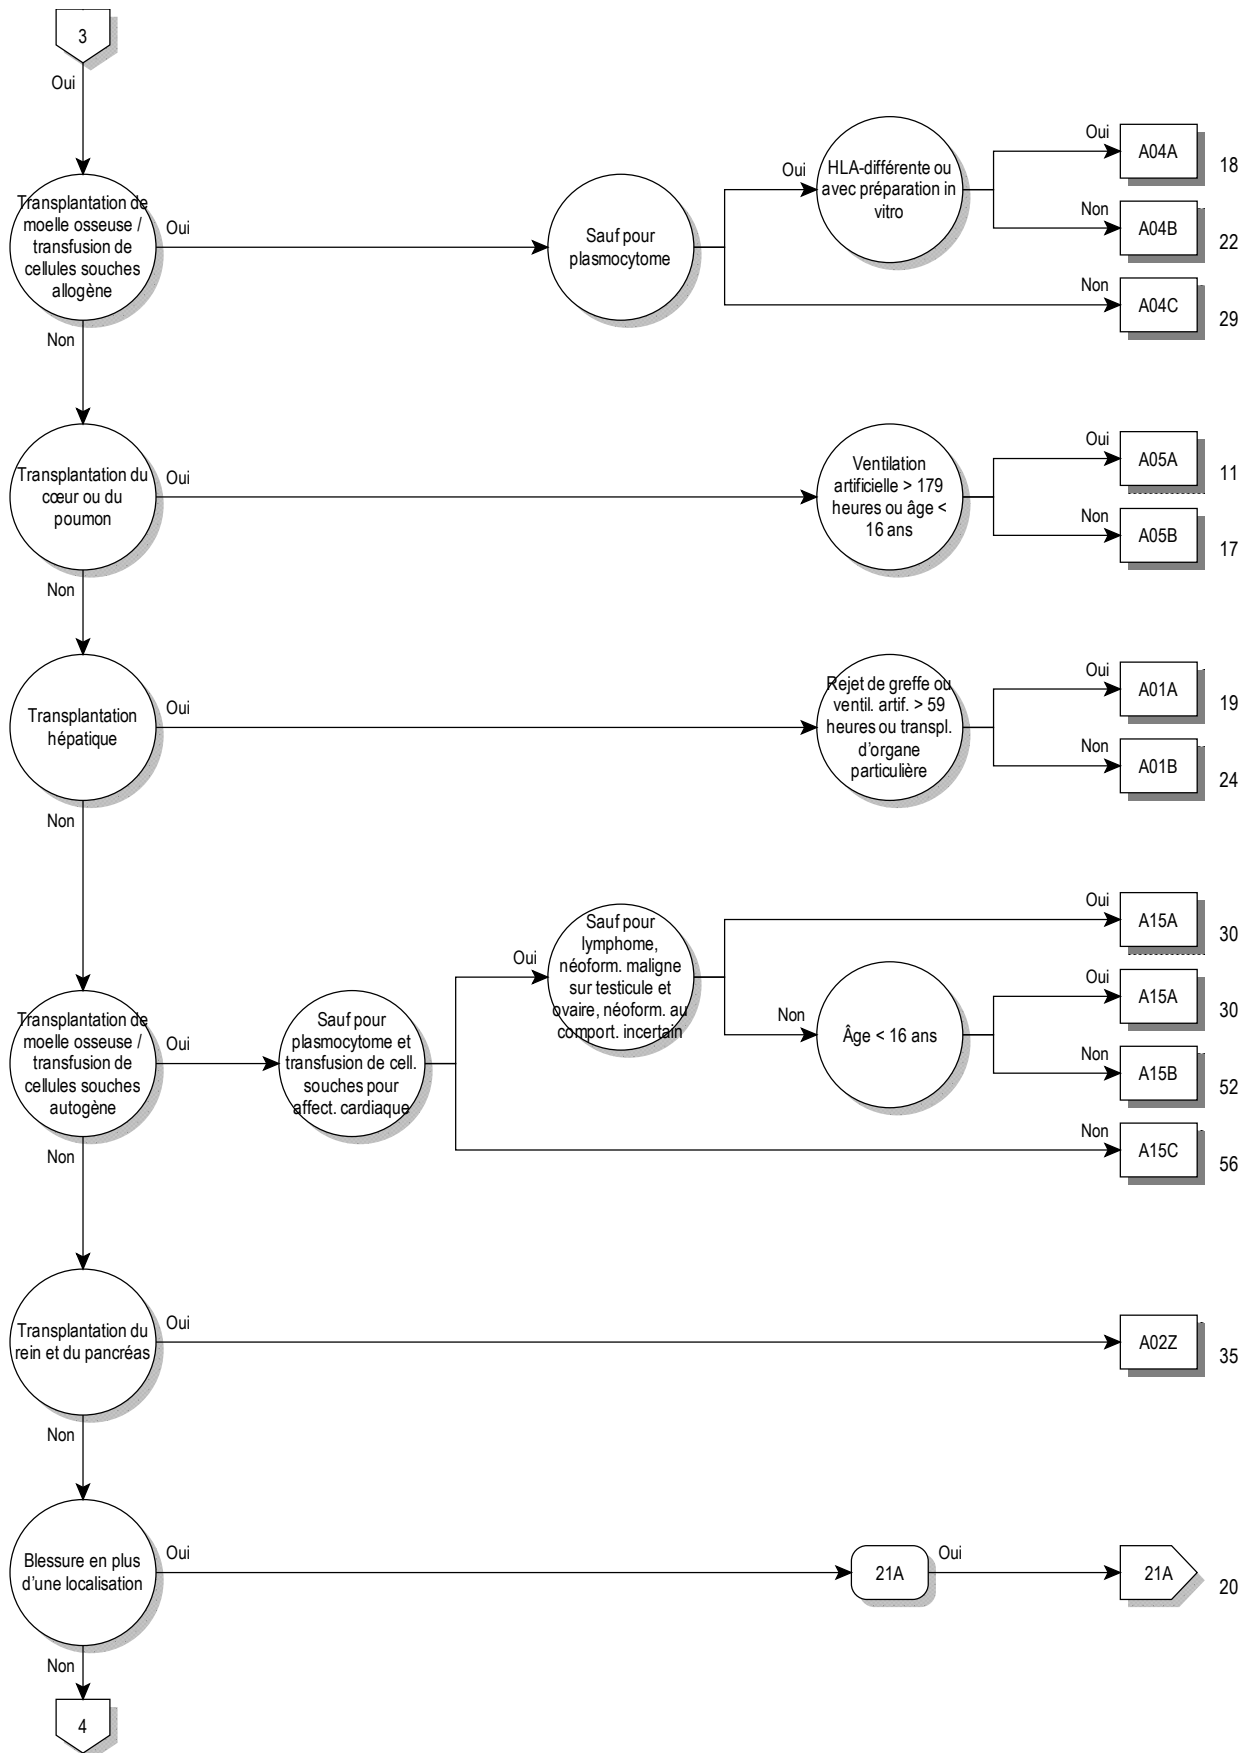 3
Oui
Transplantation de
moelle osseuse /
transfusion de
cellules souches
allogène
Oui
Sauf pour
plasmocytome
Oui
HLA-différente ou
avec préparation in
vitro
Oui
A04A
18
Non
A04B
22
Non
A04C
29
Non
Transplantation du
cœur ou du
poumon
Oui
Ventilation
artificielle > 179
heures ou âge <
16 ans
Oui
A05A
11
Non
A05B
17
Non
Transplantation
hépatique
Oui
Rejet de greffe ou
ventil. artif. > 59
heures ou transpl.
d'organe
particulière
Oui
A01A
19
Non
A01B
24
Non
Transplantation de
moelle osseuse /
transfusion de
cellules souches
autogène
Oui
Sauf pour
plasmocytome et
transfusion de cell.
souches pour
affect. cardiaque
Oui
Sauf pour
lymphome,
néoform. maligne
sur testicule et
ovaire, néoform. au
comport. incertain
Oui
A15A
30
Non
Âge < 16 ans
Oui
A15A
30
Non
A15B
52
Non
A15C
56
Non
Transplantation du
rein et du pancréas
Oui
A02Z
35
Non
Blessure en plus
d'une localisation
Oui
21A
Oui
21A
20
Non
4